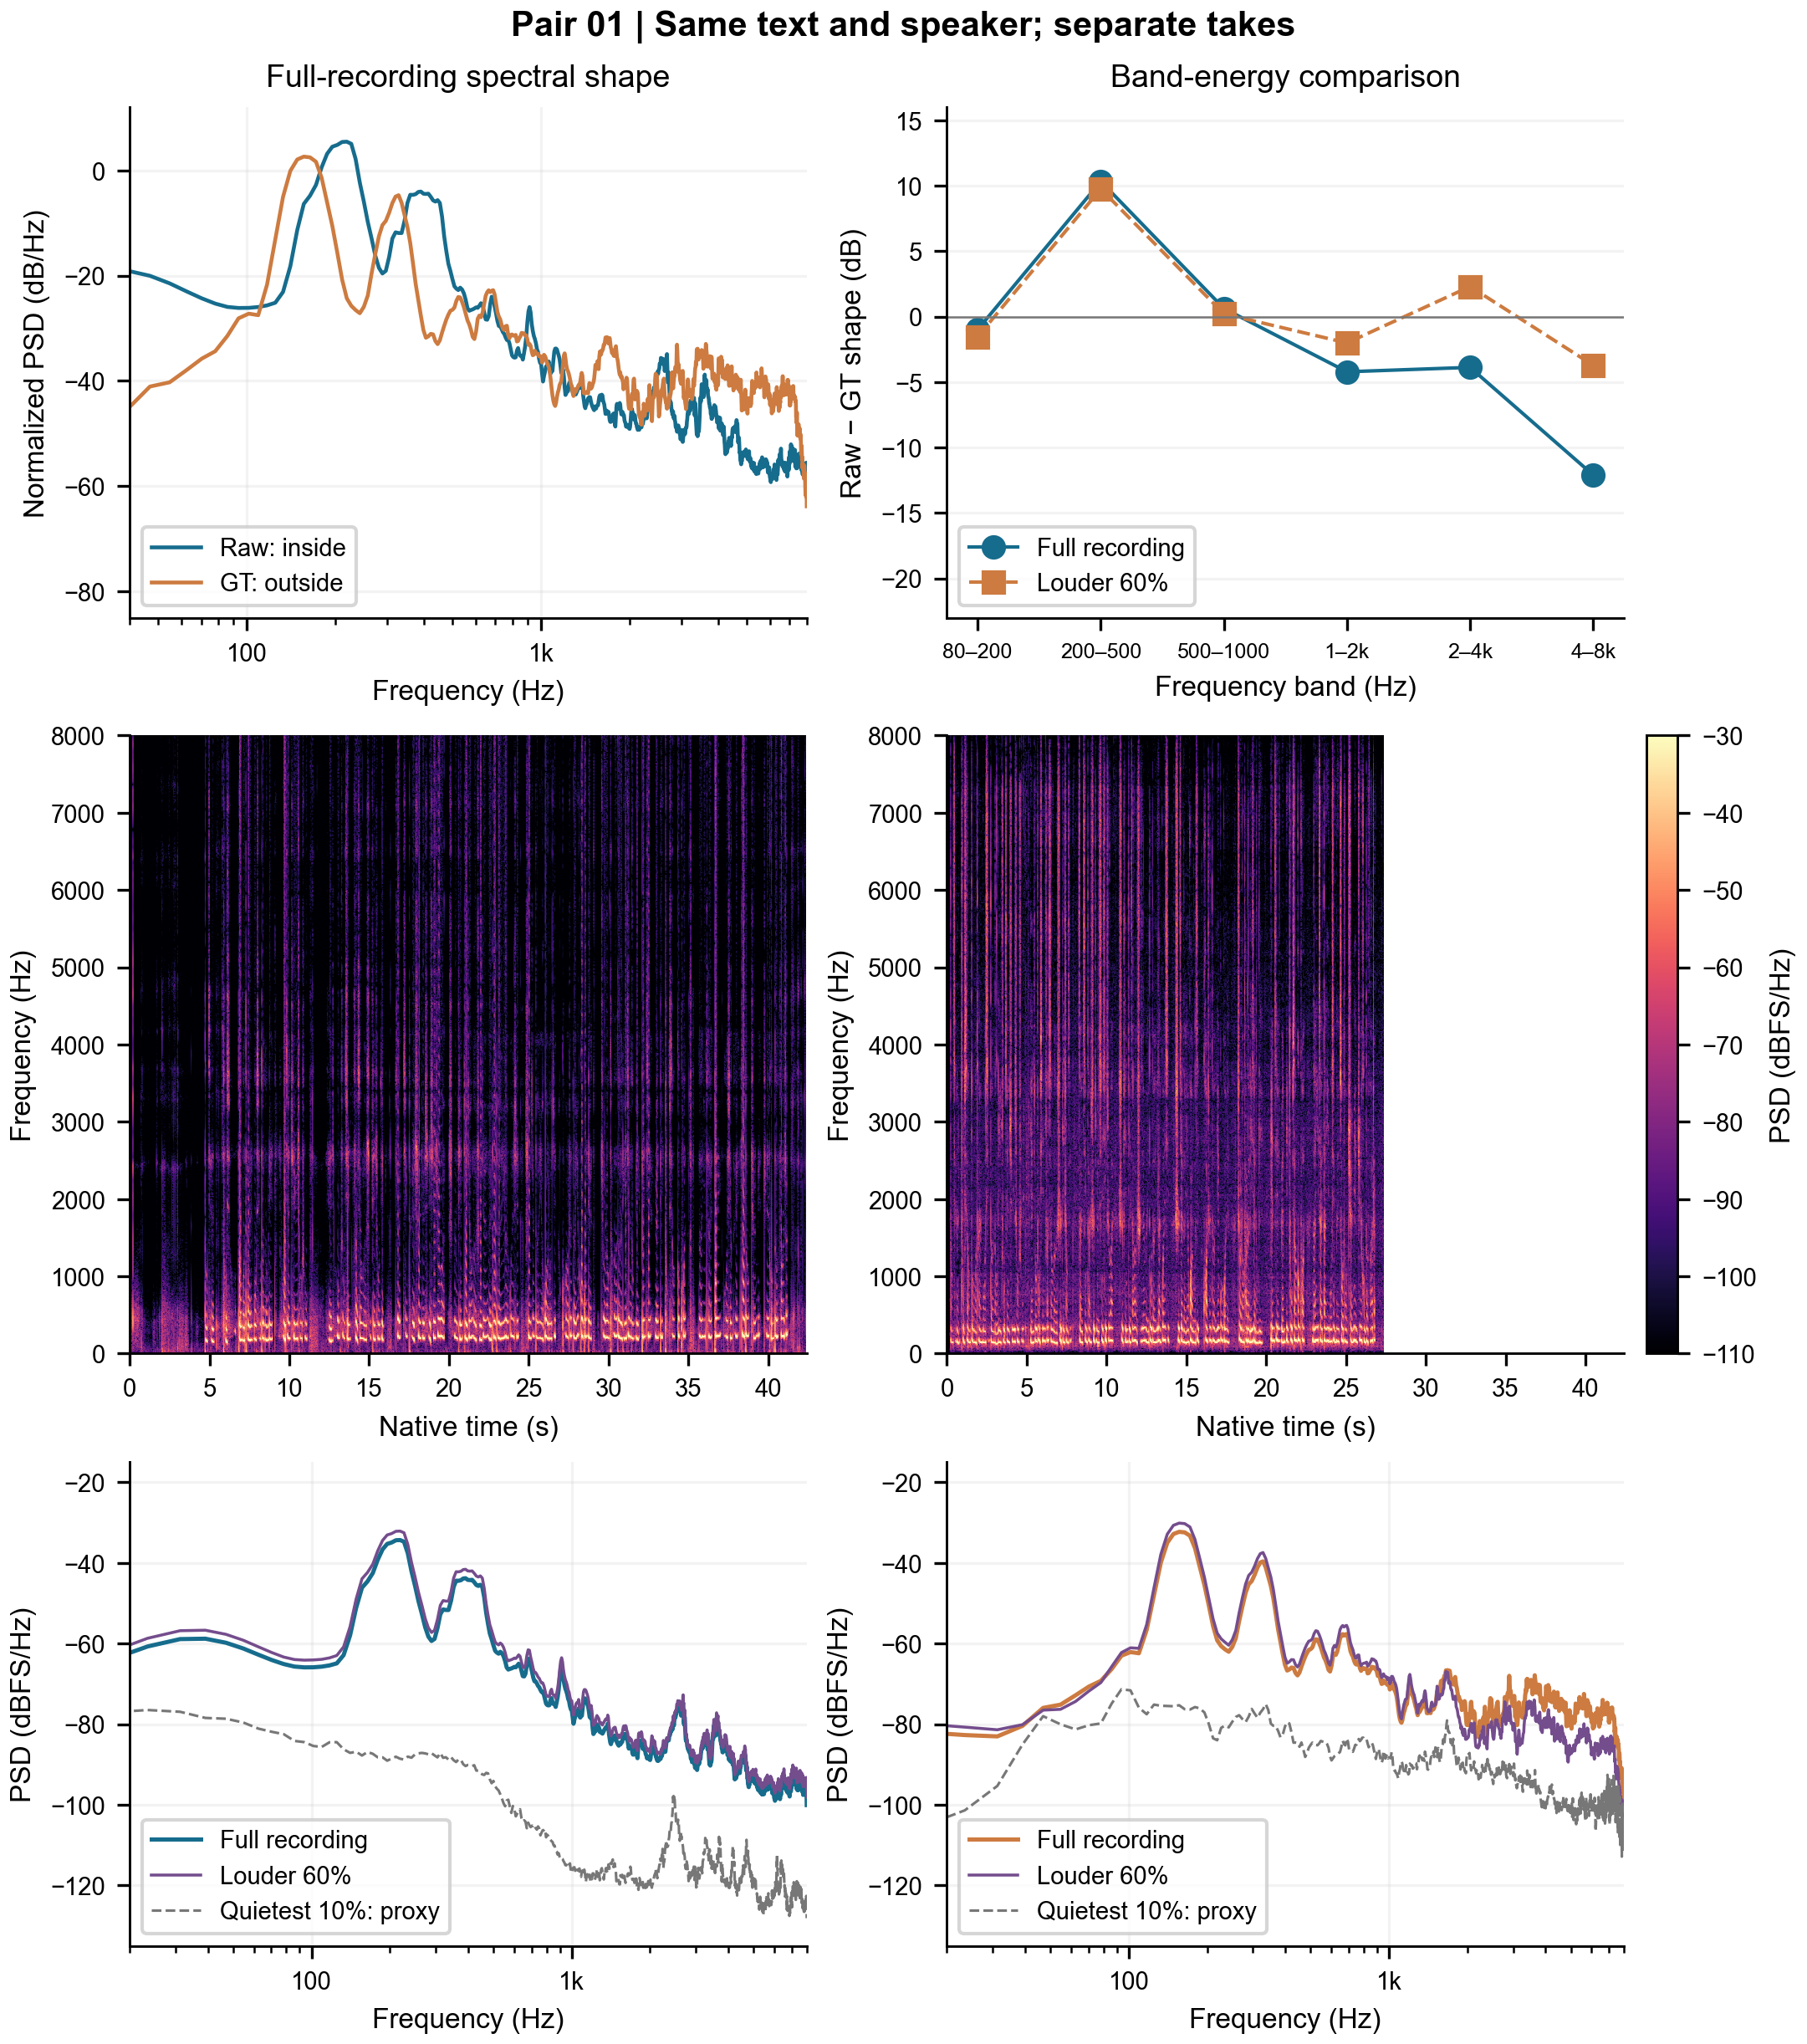 Pair 01 | Same text and speaker; separate takes
Full-recording spectral shape
Normalized PSD (dB/Hz)
0
−20
−40
−60
−80
Raw: inside
GT: outside
100
1k
Frequency (Hz)
Band-energy comparison
Raw − GT shape (dB)
15
10
5
0
−5
−10
−15
−20
Full recording
Louder 60%
80–200
200–500
500–1000
1–2k
2–4k
4–8k
Frequency band (Hz)
Frequency (Hz)
8000
7000
6000
5000
4000
3000
2000
1000
0
0
5
10
15
20
25
30
35
40
Native time (s)
Frequency (Hz)
8000
7000
6000
5000
4000
3000
2000
1000
0
0
5
10
15
20
25
30
35
40
Native time (s)
−30
−40
−50
−60
−70
−80
−90
−100
−110
PSD (dBFS/Hz)
PSD (dBFS/Hz)
−20
−40
−60
−80
−100
−120
Full recording
Louder 60%
Quietest 10%: proxy
100
1k
Frequency (Hz)
PSD (dBFS/Hz)
−20
−40
−60
−80
−100
−120
Full recording
Louder 60%
Quietest 10%: proxy
100
1k
Frequency (Hz)